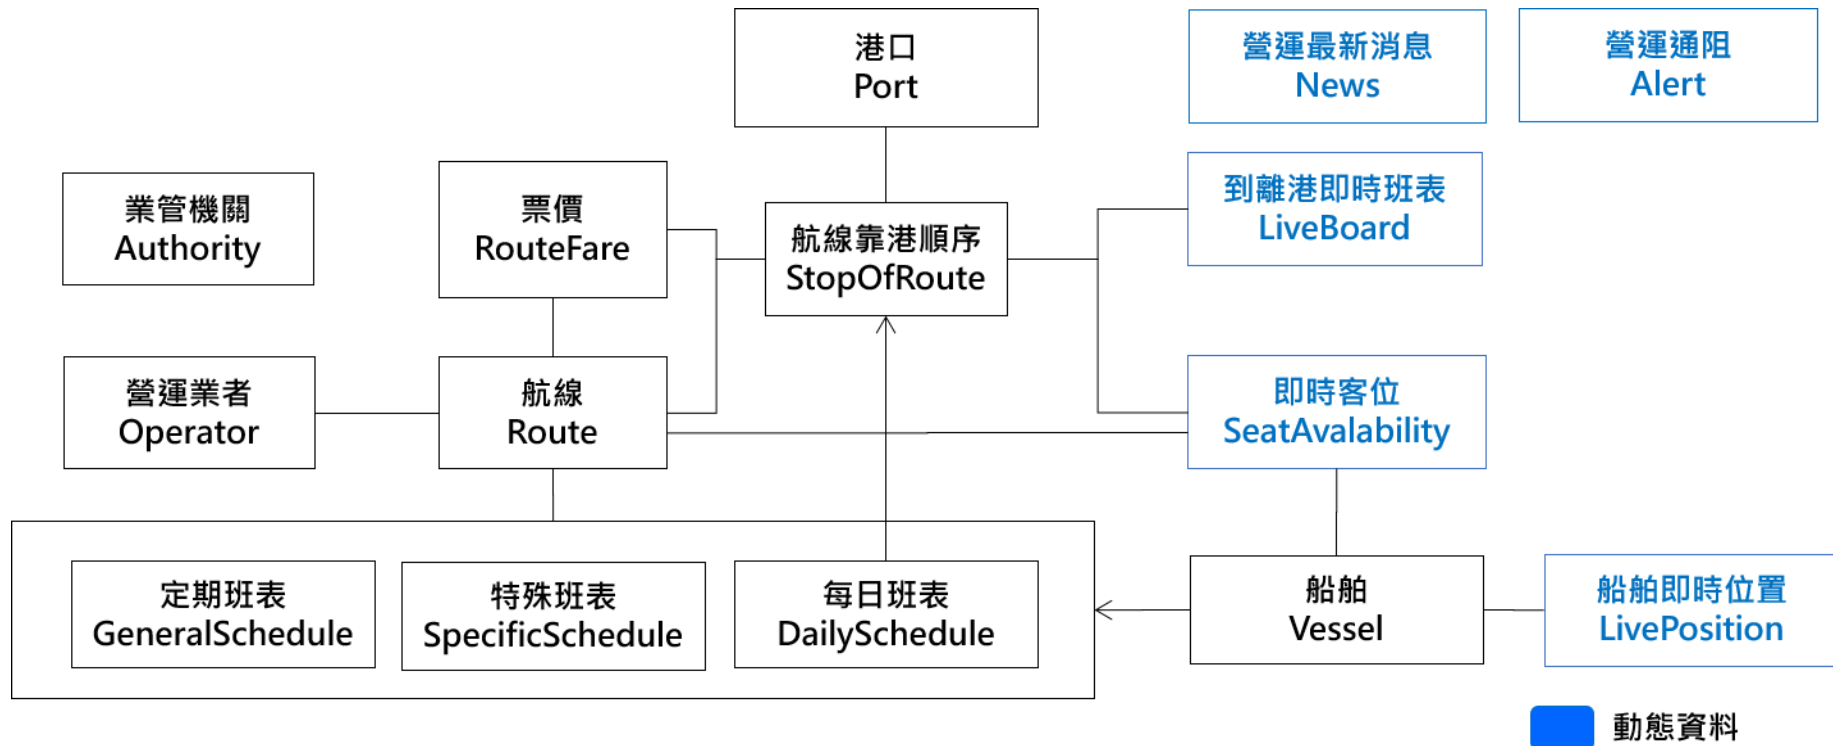 港口
Port
營運最新消息
News
營運通阻
Alert
業管機關
Authority
票價
RouteFare
航線靠港順序
StopOfRoute
到離港即時班表
LiveBoard
營運業者
Operator
航線
Route
即時客位
SeatAvalability
定期班表
GeneralSchedule
特殊班表
SpecificSchedule
每日班表
DailySchedule
船舶
Vessel
船舶即時位置
LivePosition
動態資料